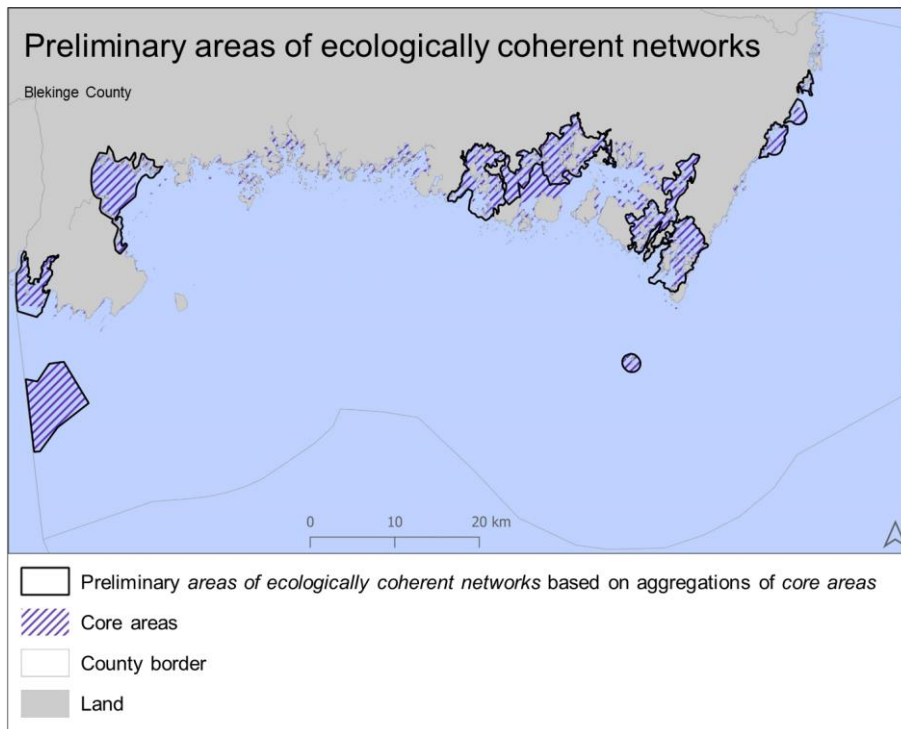 Preliminary areas of ecologically coherent networks
Blekinge County
0 10 20 km
Preliminary areas of ecologically coherent networks based on aggregations of core areas
Core areas
County border
Land